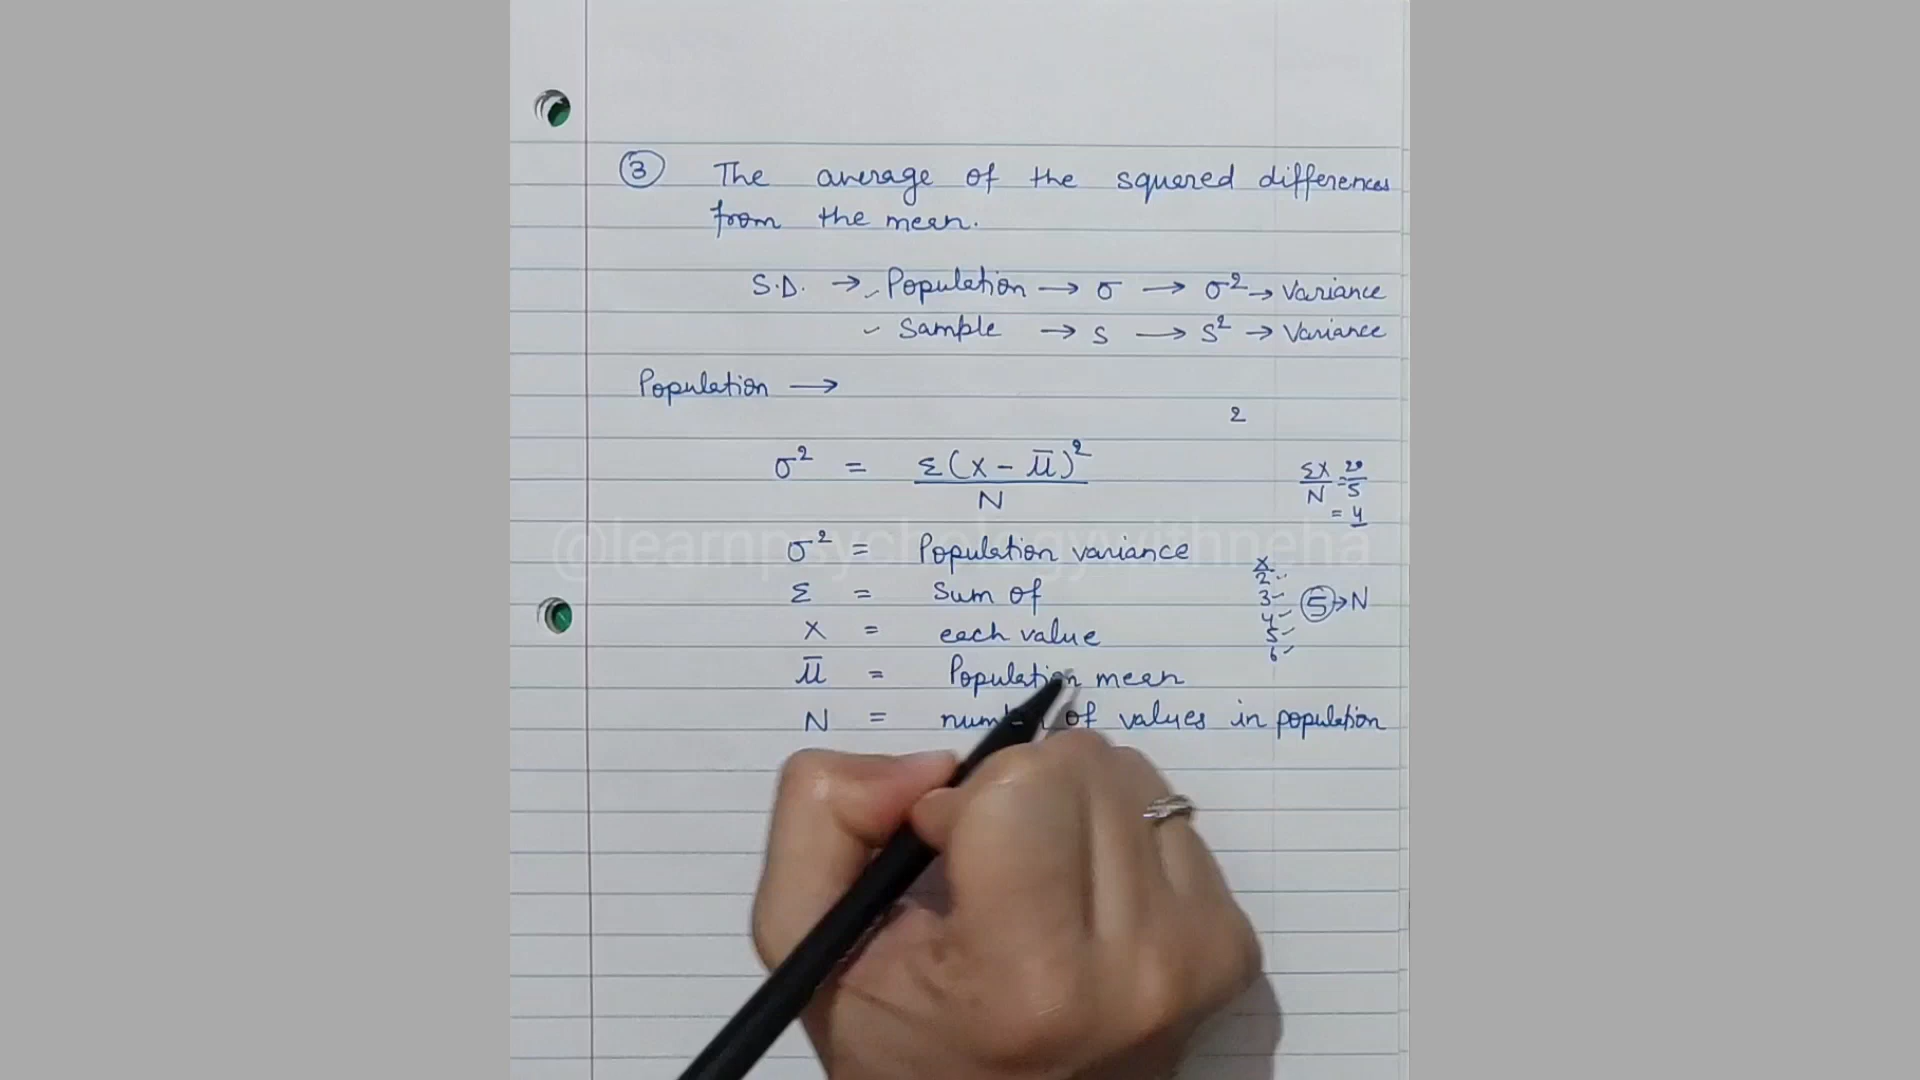 ③ The average of the squared differences
from the mean.
S.D. → Population → σ → σ² → Variance
Sample → s → s² → Variance
Population →
2
σ² = Σ(X - μ̅)²
N
ΣX/N = 20/5
= 4
@learnpsychologywithneha
σ² = Population variance
Σ = Sum of
X = each value
μ̅ = Population mean
N = number of values in population
X
2
3
4
5
6
⑤→N